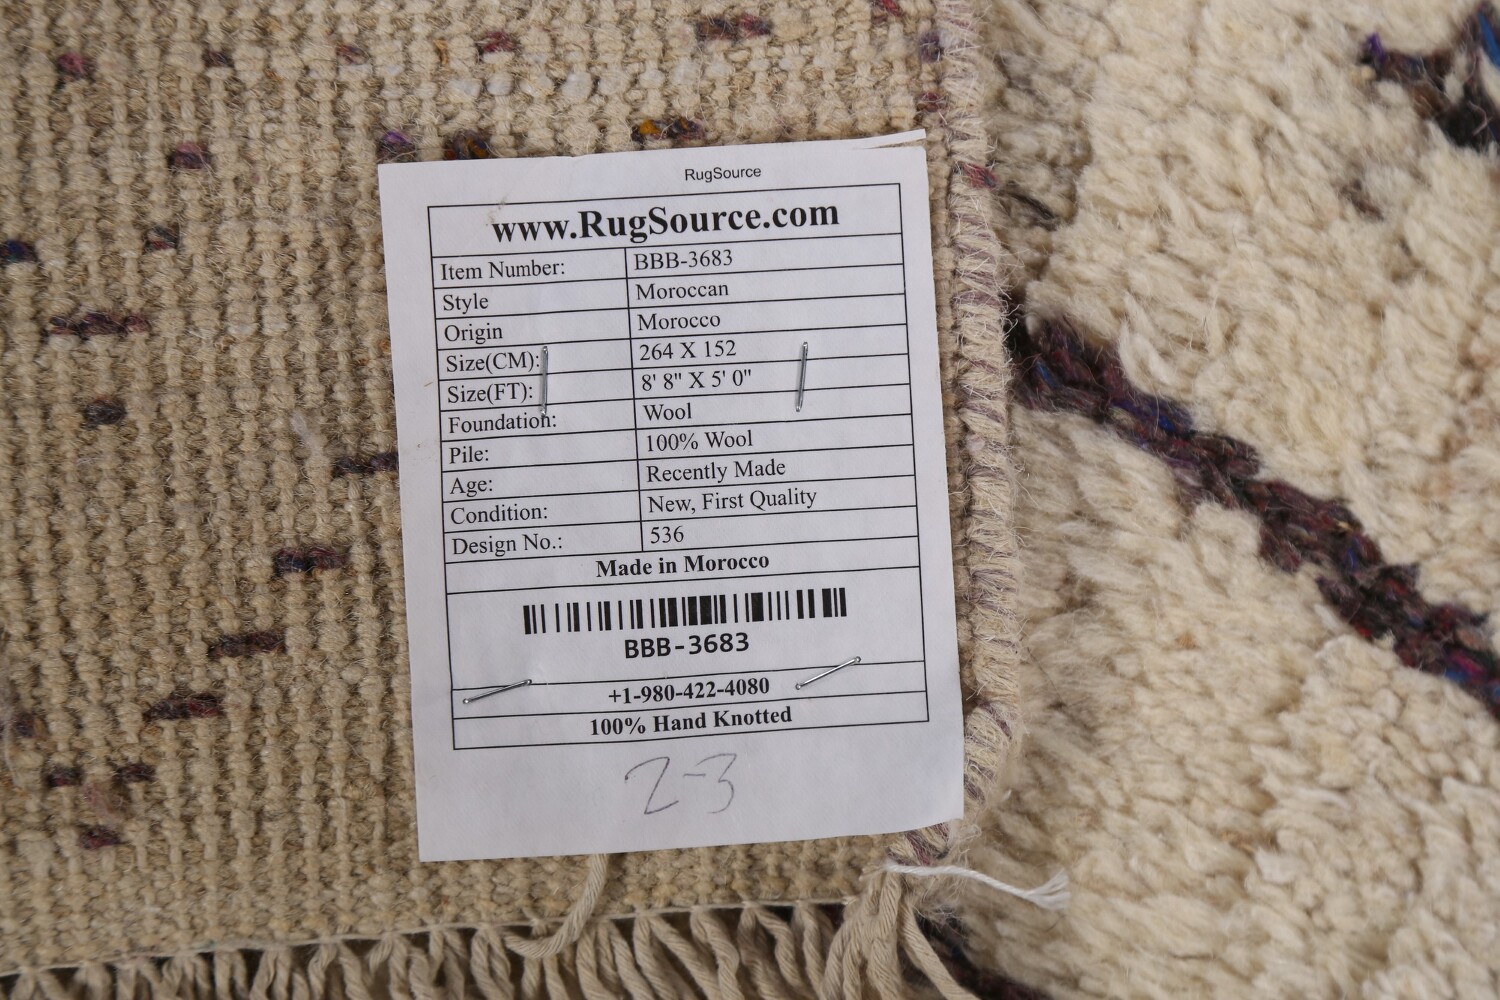 RugSource
www.RugSource.com
Item Number: BBB-3683
Style Moroccan
Origin Morocco
Size(CM): 264 X 152
Size(FT): 8' 8" X 5' 0"
Foundation: Wool
Pile: 100% Wool
Age: Recently Made
Condition: New, First Quality
Design No.: 536
Made in Morocco
BBB-3683
+1-980-422-4080
100% Hand Knotted
2-3